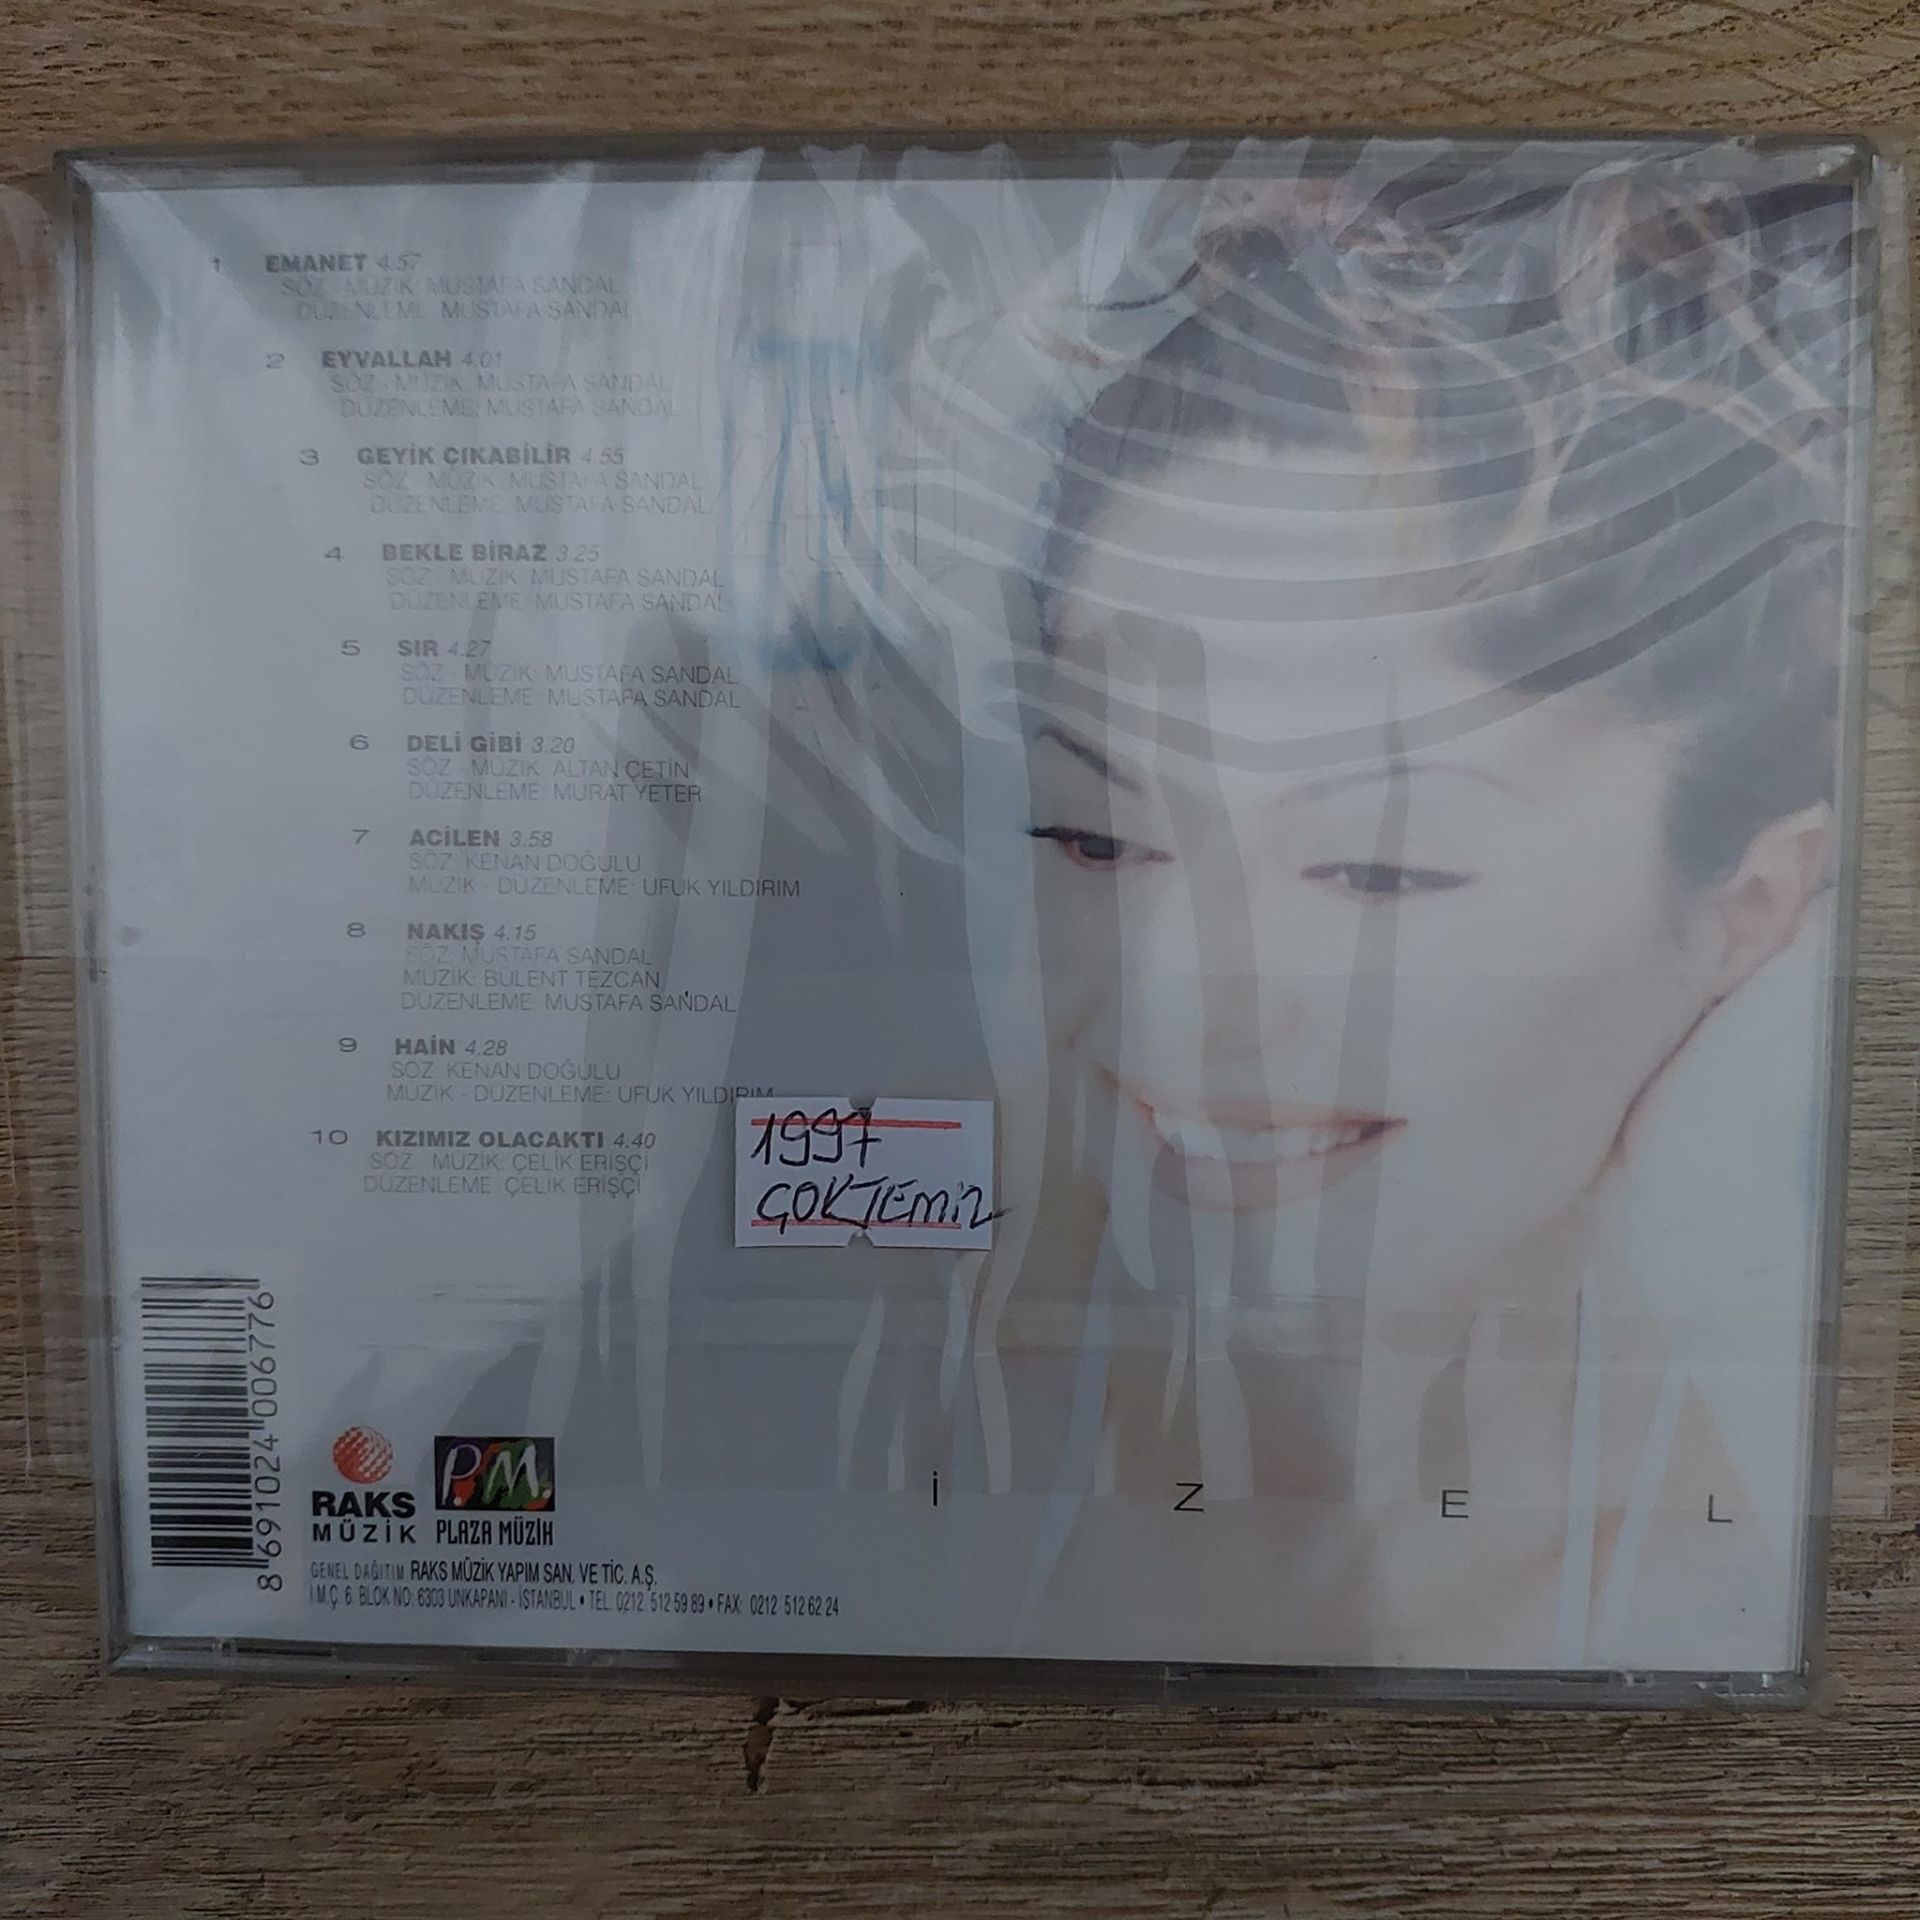 1 EMANET 4.57
SÖZ - MÜZİK: MUSTAFA SANDAL
DÜZENLEME: MUSTAFA SANDAL
2 EYVALLAH 4.01
SÖZ - MÜZİK: MUSTAFA SANDAL
DÜZENLEME: MUSTAFA SANDAL
3 GEYİK ÇIKABİLİR 4.55
SÖZ - MÜZİK: MUSTAFA SANDAL
DÜZENLEME: MUSTAFA SANDAL
4 BEKLE BİRAZ 3.25
SÖZ - MÜZİK: MUSTAFA SANDAL
DÜZENLEME: MUSTAFA SANDAL
5 SIR 4.27
SÖZ - MÜZİK: MUSTAFA SANDAL
DÜZENLEME: MUSTAFA SANDAL
6 DELİ GİBİ 3.20
SÖZ - MÜZİK: ALTAN ÇETİN
DÜZENLEME: MURAT YETER
7 ACİLEN 3.58
SÖZ: KENAN DOĞULU
MÜZİK - DÜZENLEME: UFUK YILDIRIM
8 NAKIŞ 4.15
SÖZ: MUSTAFA SANDAL
MÜZİK: BÜLENT TEZCAN
DÜZENLEME: MUSTAFA SANDAL
9 HAİN 4.28
SÖZ: KENAN DOĞULU
MÜZİK - DÜZENLEME: UFUK YILDIRIM
10 KIZIMIZ OLACAKTI 4.40
SÖZ - MÜZİK: ÇELİK ERİŞÇİ
DÜZENLEME: ÇELİK ERİŞÇİ
1997
ÇOKTEMİZ
8 691024 006776
RAKS
MÜZİK
P.M.
PLAZA MÜZİK
İ Z E L
GENEL DAĞITIM RAKS MÜZİK YAPIM SAN. VE TİC. A.Ş.
İ.M.Ç. 6. BLOK NO: 6303 UNKAPANI - İSTANBUL • TEL: 0212 512 59 89 • FAX: 0212 512 62 24